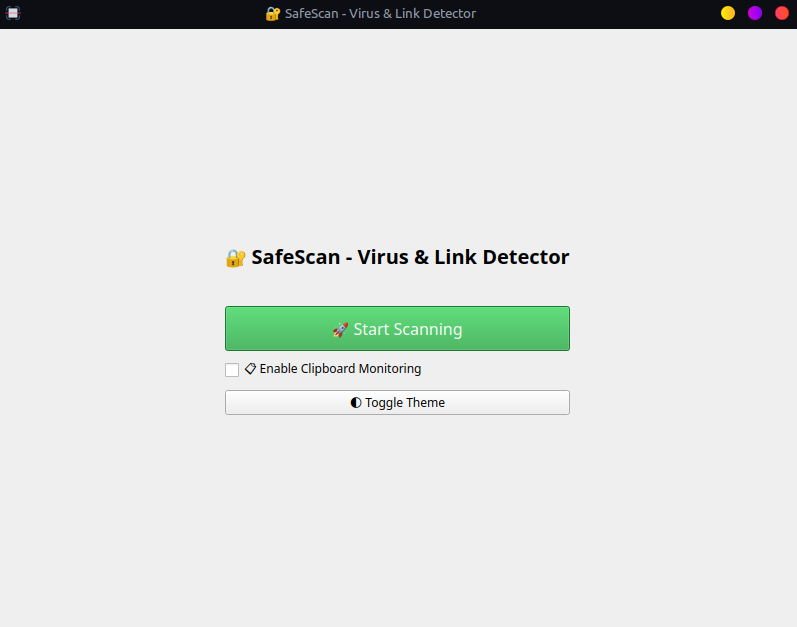 🔐 SafeScan - Virus & Link Detector
🔐 SafeScan - Virus & Link Detector
🚀 Start Scanning
📋 Enable Clipboard Monitoring
🌓 Toggle Theme